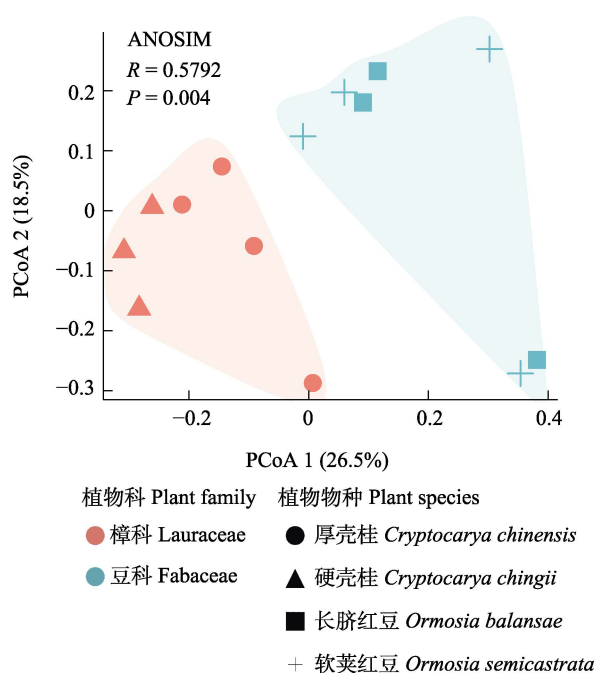 ANOSIM
R = 0.5792
P = 0.004
PCoA 2 (18.5%)
0.2
0.1
0
−0.1
−0.2
−0.3
−0.2
0
0.2
0.4
PCoA 1 (26.5%)
植物科 Plant family
樟科 Lauraceae
豆科 Fabaceae
植物物种 Plant species
厚壳桂 Cryptocarya chinensis
硬壳桂 Cryptocarya chingii
长脐红豆 Ormosia balansae
软荚红豆 Ormosia semicastrata